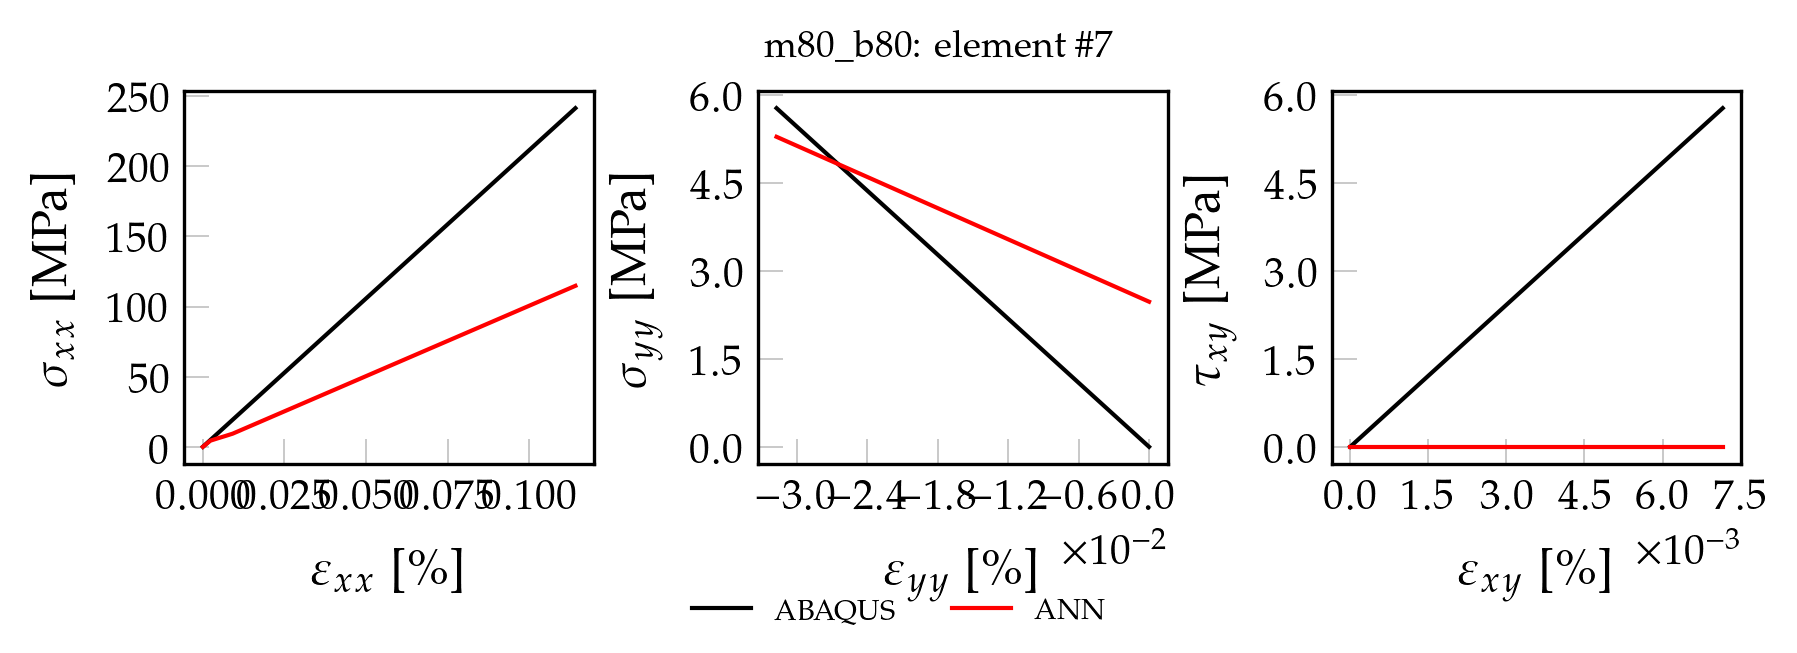 m80_b80: element #7
250
200
150
100
50
0
σxx [MPa]
0.000 0.025 0.050 0.075 0.100
εxx [%]
6.0
4.5
3.0
1.5
0.0
σyy [MPa]
−3.0 −2.4 −1.8 −1.2 −0.6 0.0
×10−2
εyy [%]
6.0
4.5
3.0
1.5
0.0
τxy [MPa]
0.0 1.5 3.0 4.5 6.0 7.5
×10−3
εxy [%]
ABAQUS ANN